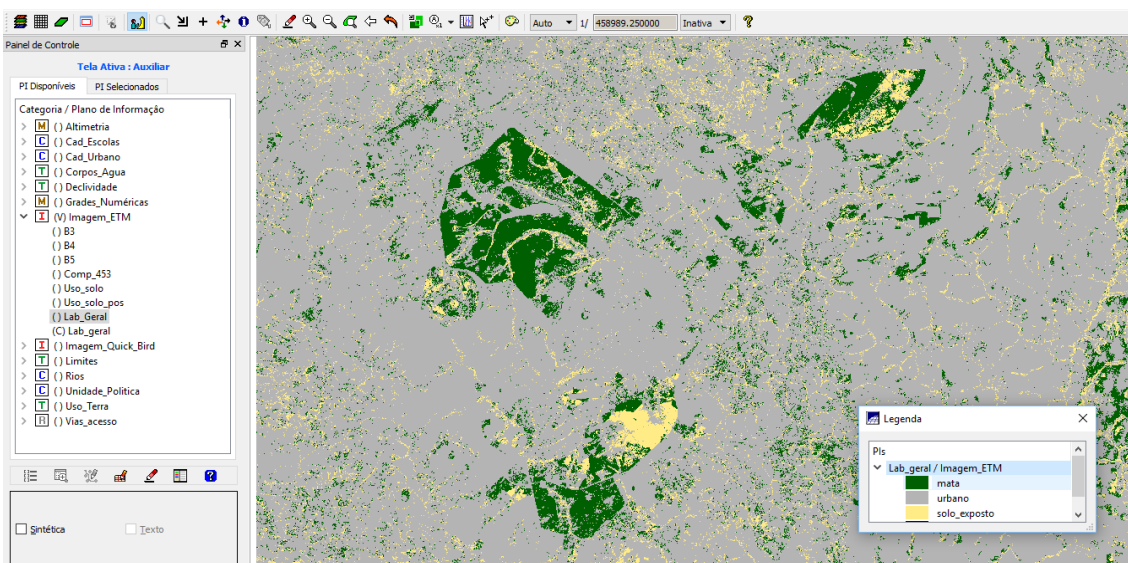 Auto 1/ 458989.250000 Inativa
Painel de Controle
Tela Ativa : Auxiliar
PI Disponíveis PI Selecionados
Categoria / Plano de Informação
M () Altimetria
C () Cad_Escolas
C () Cad_Urbano
T () Corpos_Agua
T () Declividade
M () Grades_Numéricas
I (V) Imagem_ETM
() B3
() B4
() B5
() Comp_453
() Uso_solo
() Uso_solo_pos
() Lab_Geral
(C) Lab_geral
I () Imagem_Quick_Bird
T () Limites
C () Rios
C () Unidade_Politica
T () Uso_Terra
A () Vias_acesso
Sintética Texto
Legenda
PIs
Lab_geral / Imagem_ETM
mata
urbano
solo_exposto